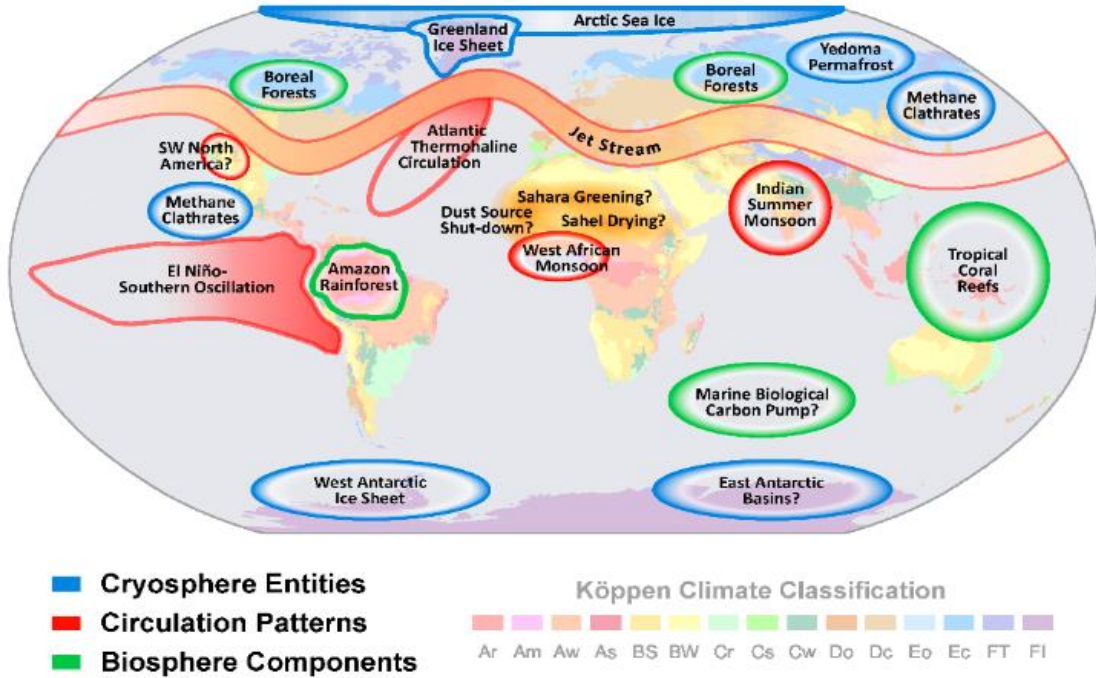 Arctic Sea Ice
Greenland
Ice Sheet
Yedoma
Permafrost
Boreal
Forests
Boreal
Forests
Methane
Clathrates
Jet Stream
Atlantic
Thermohaline
Circulation
SW North
America?
Methane
Clathrates
Sahara Greening?
Dust Source
Shut-down?
Sahel Drying?
Indian
Summer
Monsoon
West African
Monsoon
Tropical
Coral
Reefs
El Niño-
Southern Oscillation
Amazon
Rainforest
Marine Biological
Carbon Pump?
West Antarctic
Ice Sheet
East Antarctic
Basins?
Cryosphere Entities
Circulation Patterns
Biosphere Components
Köppen Climate Classification
Ar Am Aw As BS BW Cr Cs Cw Do Dc Eo Ec FT FI